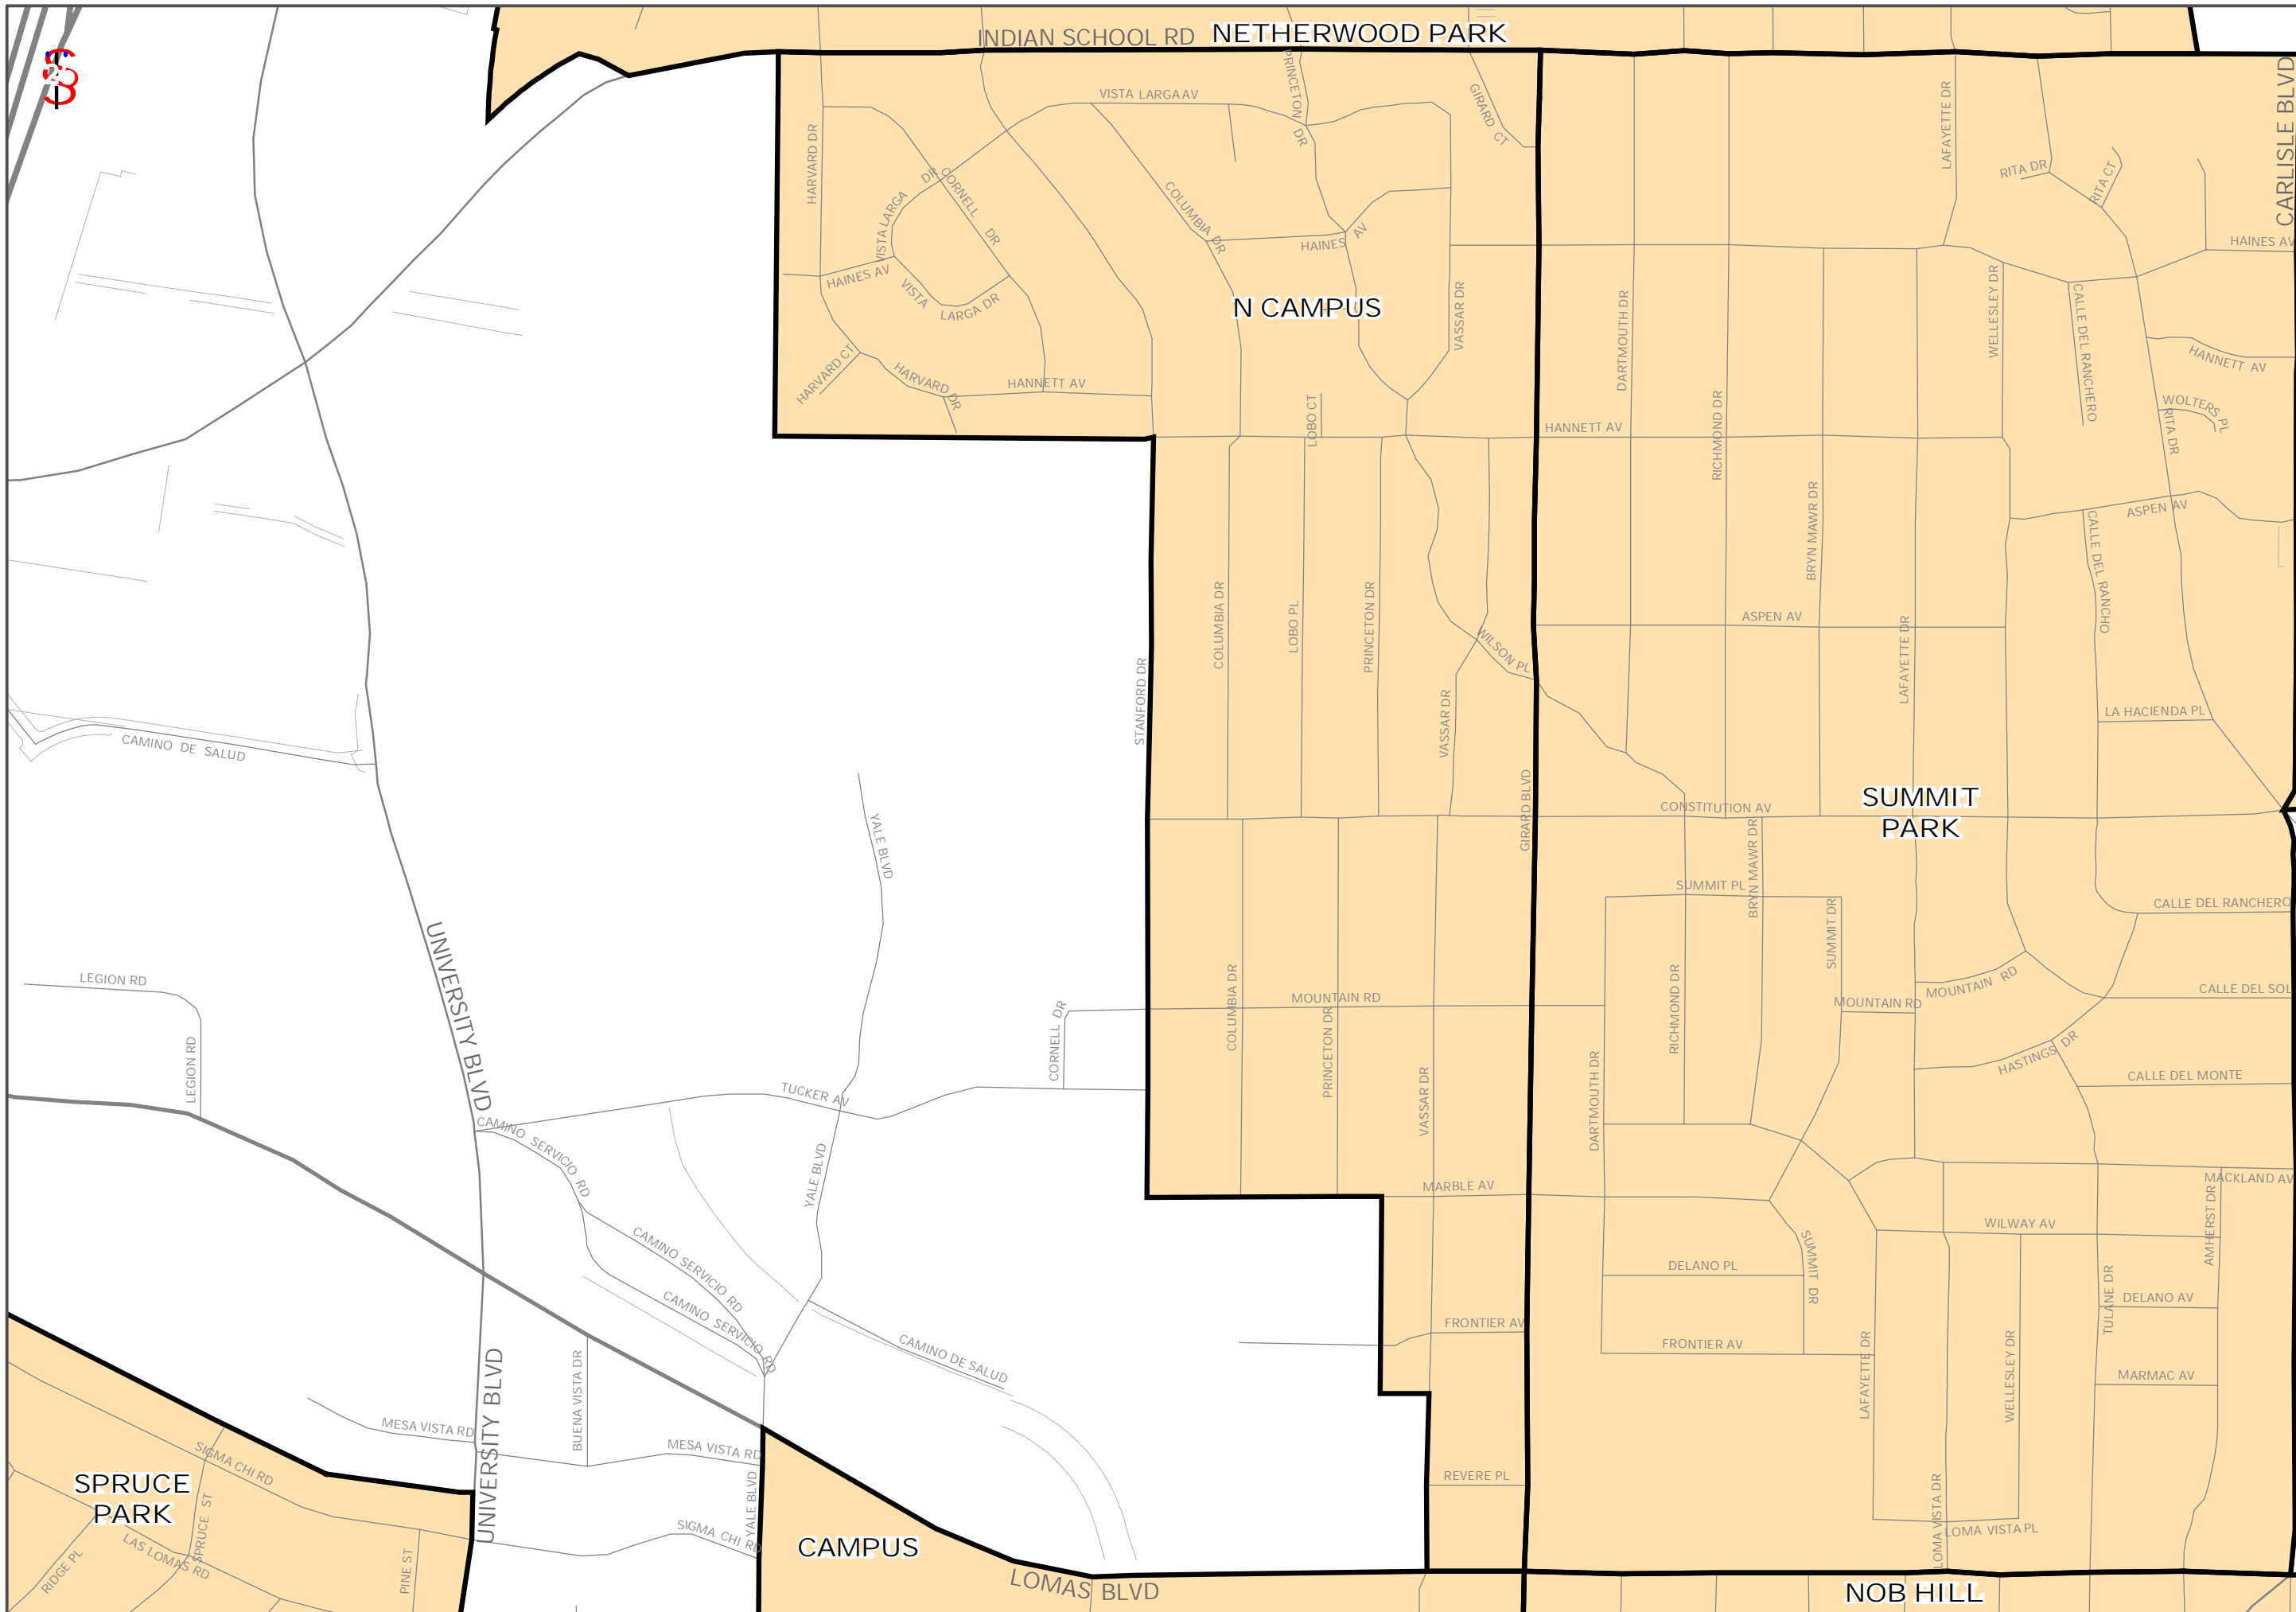 INDIAN SCHOOL RD
NETHERWOOD PARK
CARLISLE BLVD
PRINCETON DR
GIRARD CT
VISTA LARGA AV
HARVARD DR
LAFAYETTE DR
RITA DR
RITA CT
VISTA LARGA DR
CORNELL DR
COLUMBIA DR
HAINES AV
HAINES AV
HAINES AV
VISTA LARGA DR
N CAMPUS
VASSAR DR
DARTMOUTH DR
WELLESLEY DR
CALLE DEL RANCHERO
HANNETT AV
HARVARD CT
HARVARD DR
HANNETT AV
LOBO CT
HANNETT AV
RICHMOND DR
WOLTERS PL
RITA DR
BRYN MAWR DR
ASPEN AV
CALLE DEL RANCHO
COLUMBIA DR
LOBO PL
PRINCETON DR
WILSON PL
ASPEN AV
LAFAYETTE DR
STANFORD DR
VASSAR DR
LA HACIENDA PL
CAMINO DE SALUD
YALE BLVD
GIRARD BLVD
CONSTITUTION AV
SUMMIT
PARK
BRYN MAWR DR
SUMMIT PL
SUMMIT DR
CALLE DEL RANCHERO
UNIVERSITY BLVD
LEGION RD
LEGION RD
CORNELL DR
COLUMBIA DR
MOUNTAIN RD
PRINCETON DR
RICHMOND DR
MOUNTAIN RD
MOUNTAIN RD
CALLE DEL SOL
HASTINGS DR
CALLE DEL MONTE
TUCKER AV
CAMINO SERVICIO RD
VASSAR DR
DARTMOUTH DR
YALE BLVD
MARBLE AV
MACKLAND AV
AMHERST DR
WILWAY AV
SUMMIT DR
DELANO PL
CAMINO SERVICIO RD
CAMINO SERVICIO RD
CAMINO DE SALUD
FRONTIER AV
FRONTIER AV
TULANE DR
DELANO AV
LAFAYETTE DR
WELLESLEY DR
MARMAC AV
UNIVERSITY BLVD
BUENA VISTA DR
MESA VISTA RD
MESA VISTA RD
SIGMA CHI RD
SPRUCE
PARK
SPRUCE ST
LAS LOMAS RD
RIDGE PL
PINE ST
YALE BLVD
SIGMA CHI RD
CAMPUS
REVERE PL
LOMA VISTA DR
LOMA VISTA PL
LOMAS BLVD
NOB HILL